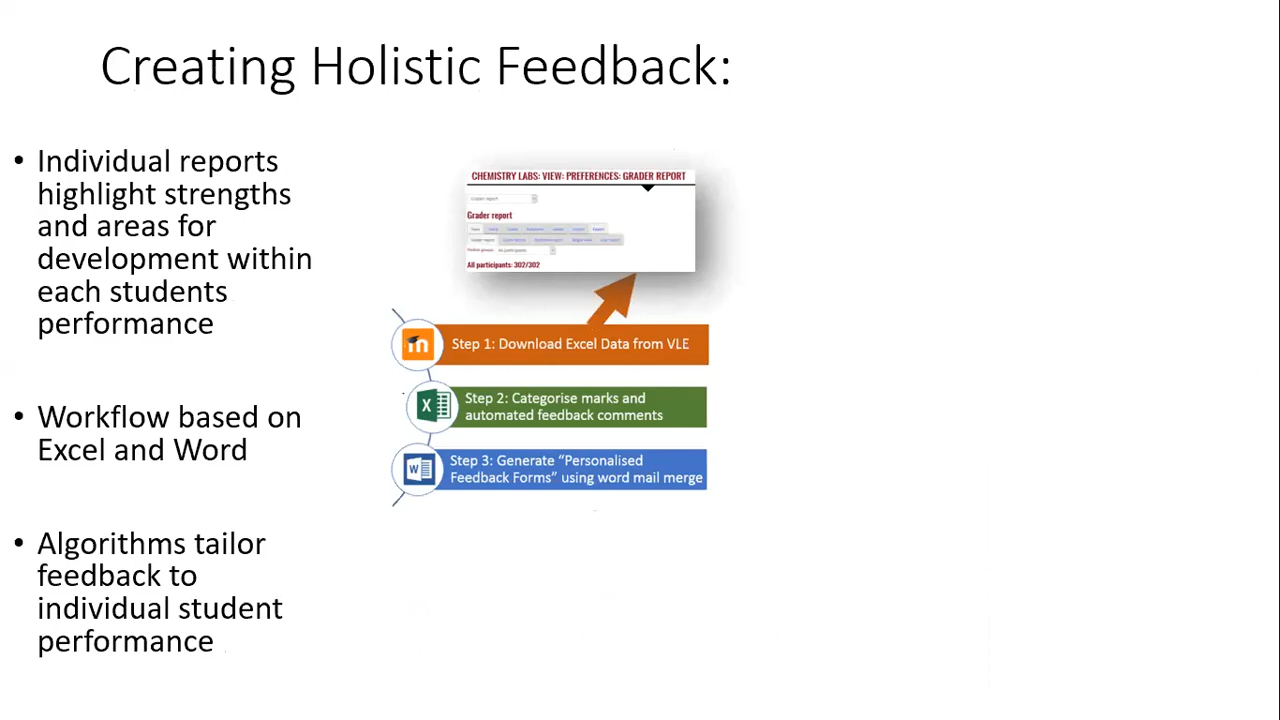 Creating Holistic Feedback:
• Individual reports
highlight strengths
and areas for
development within
each students
performance
• Workflow based on
Excel and Word
• Algorithms tailor
feedback to
individual student
performance
CHEMISTRY LABS: VIEW: PREFERENCES: GRADER REPORT
Grader report
Grader report
All participants: 302/302
Step 1: Download Excel Data from VLE
Step 2: Categorise marks and
automated feedback comments
Step 3: Generate “Personalised
Feedback Forms” using word mail merge